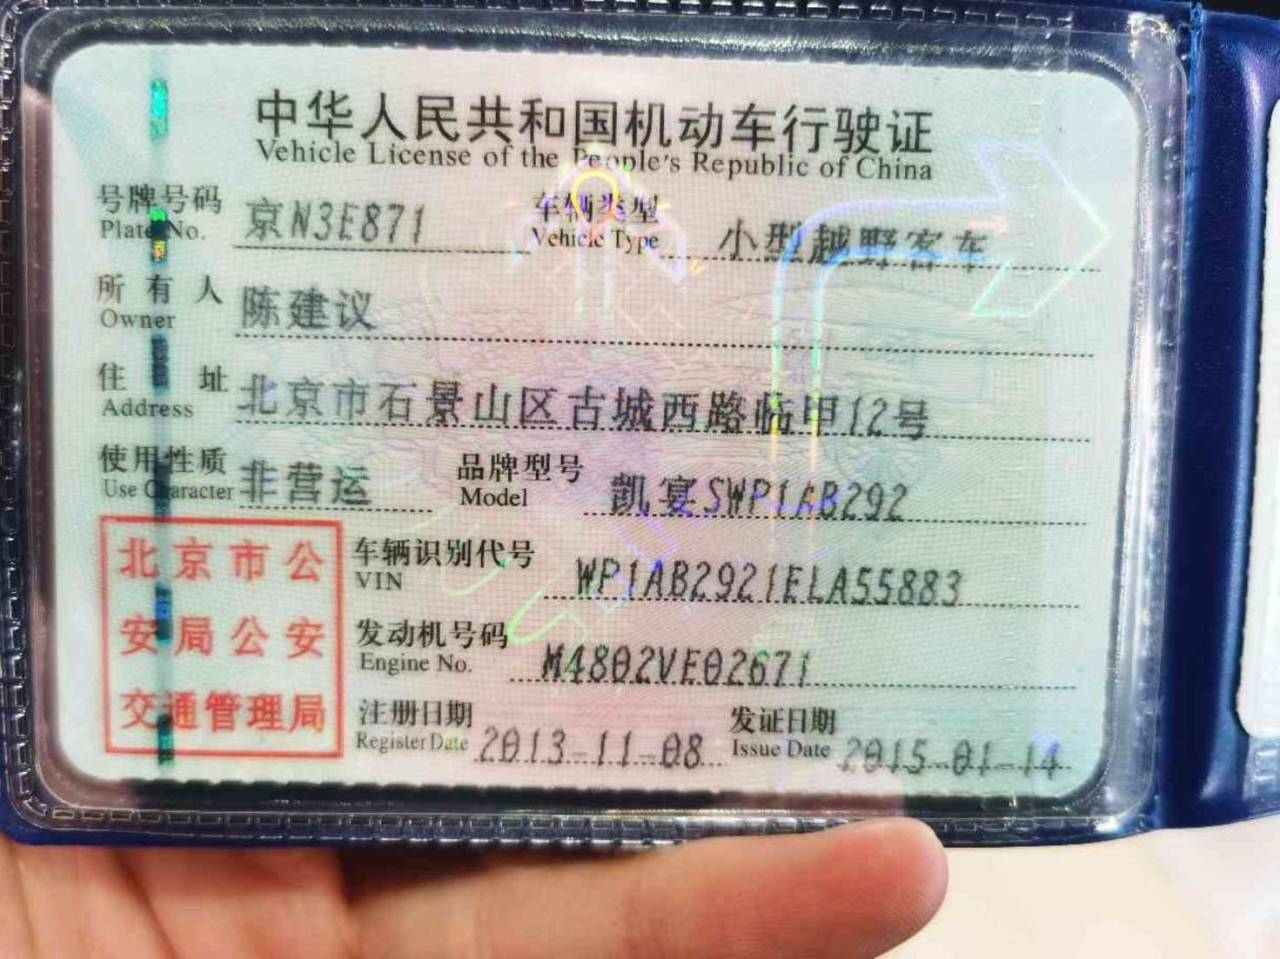 中华人民共和国机动车行驶证
Vehicle License of the People's Republic of China
号牌号码 京N3E871 车辆类型 小型越野客车
Plate No. Vehicle Type
所有人 陈建议
Owner
住址 北京市石景山区古城西路临甲12号
Address
使用性质 非营运 品牌型号 凯宴SWP1AB292
Use Character Model
北京市公安局公安交通管理局
车辆识别代号 WP1AB2921ELA55883
VIN
发动机号码 M4802VE02671
Engine No.
注册日期 2013-11-08 发证日期 2015-01-14
Register Date Issue Date